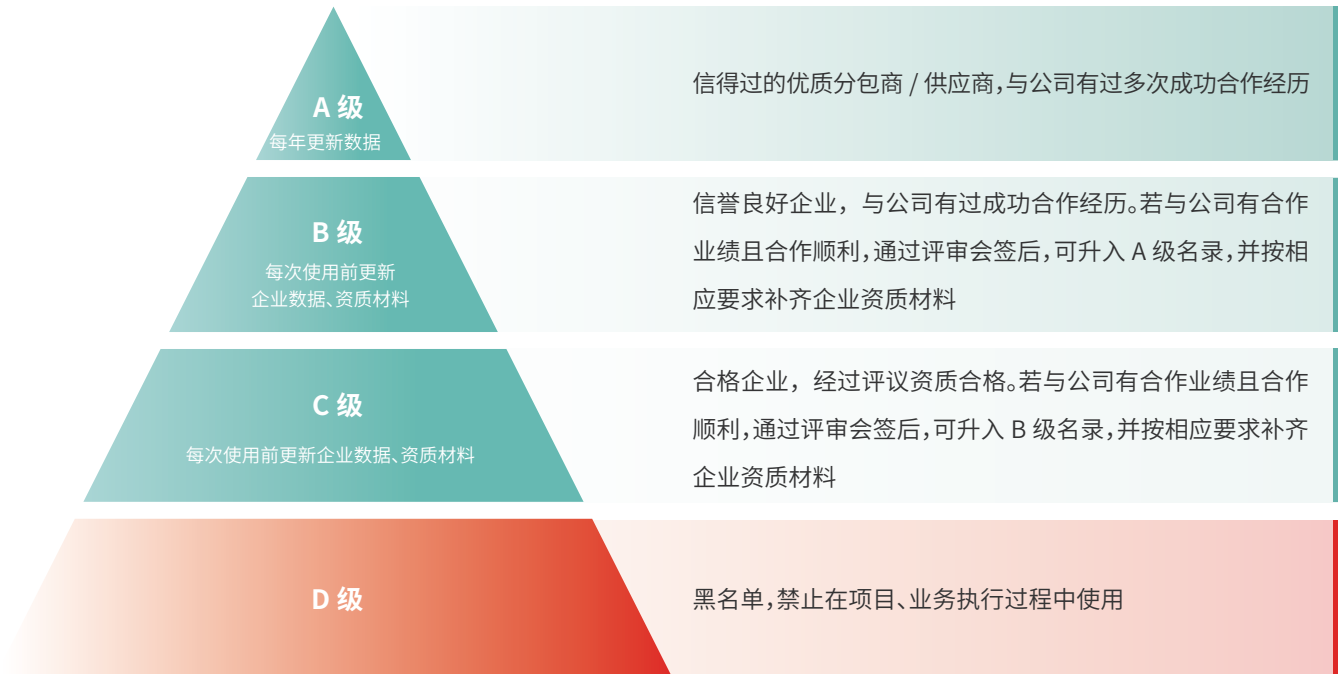 A 级
每年更新数据
信得过的优质分包商 / 供应商,与公司有过多次成功合作经历
B 级
每次使用前更新
企业数据、资质材料
信誉良好企业，与公司有过成功合作经历。若与公司有合作
业绩且合作顺利,通过评审会签后,可升入 A 级名录,并按相
应要求补齐企业资质材料
C 级
每次使用前更新企业数据、资质材料
合格企业，经过评议资质合格。若与公司有合作业绩且合作
顺利,通过评审会签后,可升入 B 级名录,并按相应要求补齐
企业资质材料
D 级
黑名单,禁止在项目、业务执行过程中使用